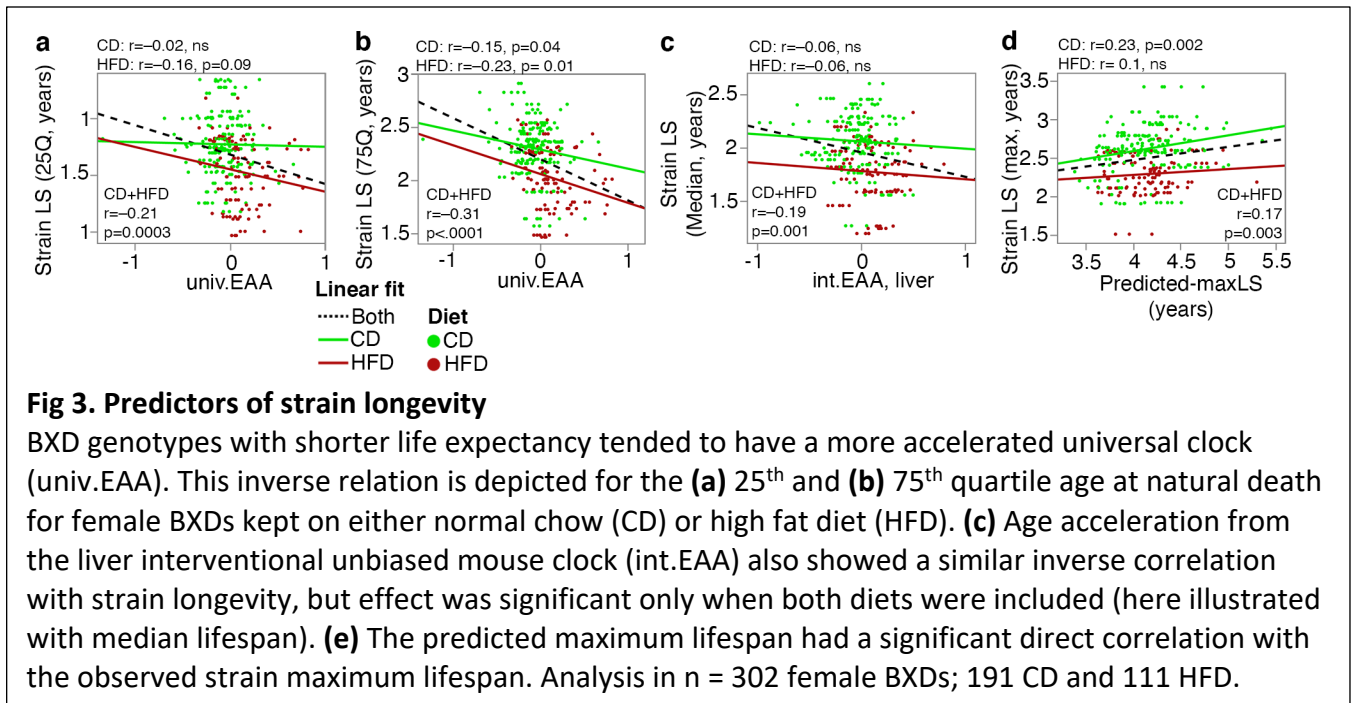 a
CD: r=–0.02, ns
HFD: r=–0.16, p=0.09
Strain LS (25Q, years)
1
1.5
1
CD+HFD
r=–0.21
p=0.0003
-1
0
1
univ.EAA
b
CD: r=–0.15, p=0.04
HFD: r=–0.23, p= 0.01
Strain LS (75Q, years)
3
2.5
2
1.5
CD+HFD
r=–0.31
p<.0001
-1
0
1
univ.EAA
c
CD: r=–0.06, ns
HFD: r=–0.06, ns
Strain LS
(Median, years)
2.5
2
1.5
CD+HFD
r=–0.19
p=0.001
-1
0
1
int.EAA, liver
d
CD: r=0.23, p=0.002
HFD: r= 0.1, ns
Strain LS (max, years)
3.5
3
2.5
2
1.5
CD+HFD
r=0.17
p=0.003
3.5
4
4.5
5
5.5
Predicted-maxLS
(years)
Linear fit
Both
CD
HFD
Diet
CD
HFD
Fig 3. Predictors of strain longevity
BXD genotypes with shorter life expectancy tended to have a more accelerated universal clock
(univ.EAA). This inverse relation is depicted for the (a) 25th and (b) 75th quartile age at natural death
for female BXDs kept on either normal chow (CD) or high fat diet (HFD). (c) Age acceleration from
the liver interventional unbiased mouse clock (int.EAA) also showed a similar inverse correlation
with strain longevity, but effect was significant only when both diets were included (here illustrated
with median lifespan). (e) The predicted maximum lifespan had a significant direct correlation with
the observed strain maximum lifespan. Analysis in n = 302 female BXDs; 191 CD and 111 HFD.